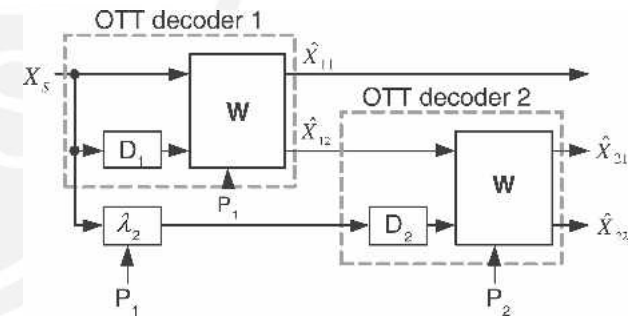 OTT decoder 1
X_S
W
X̂_11
OTT decoder 2
D_1
X̂_12
W
X̂_21
P_1
λ_2
D_2
X̂_22
P_1
P_2